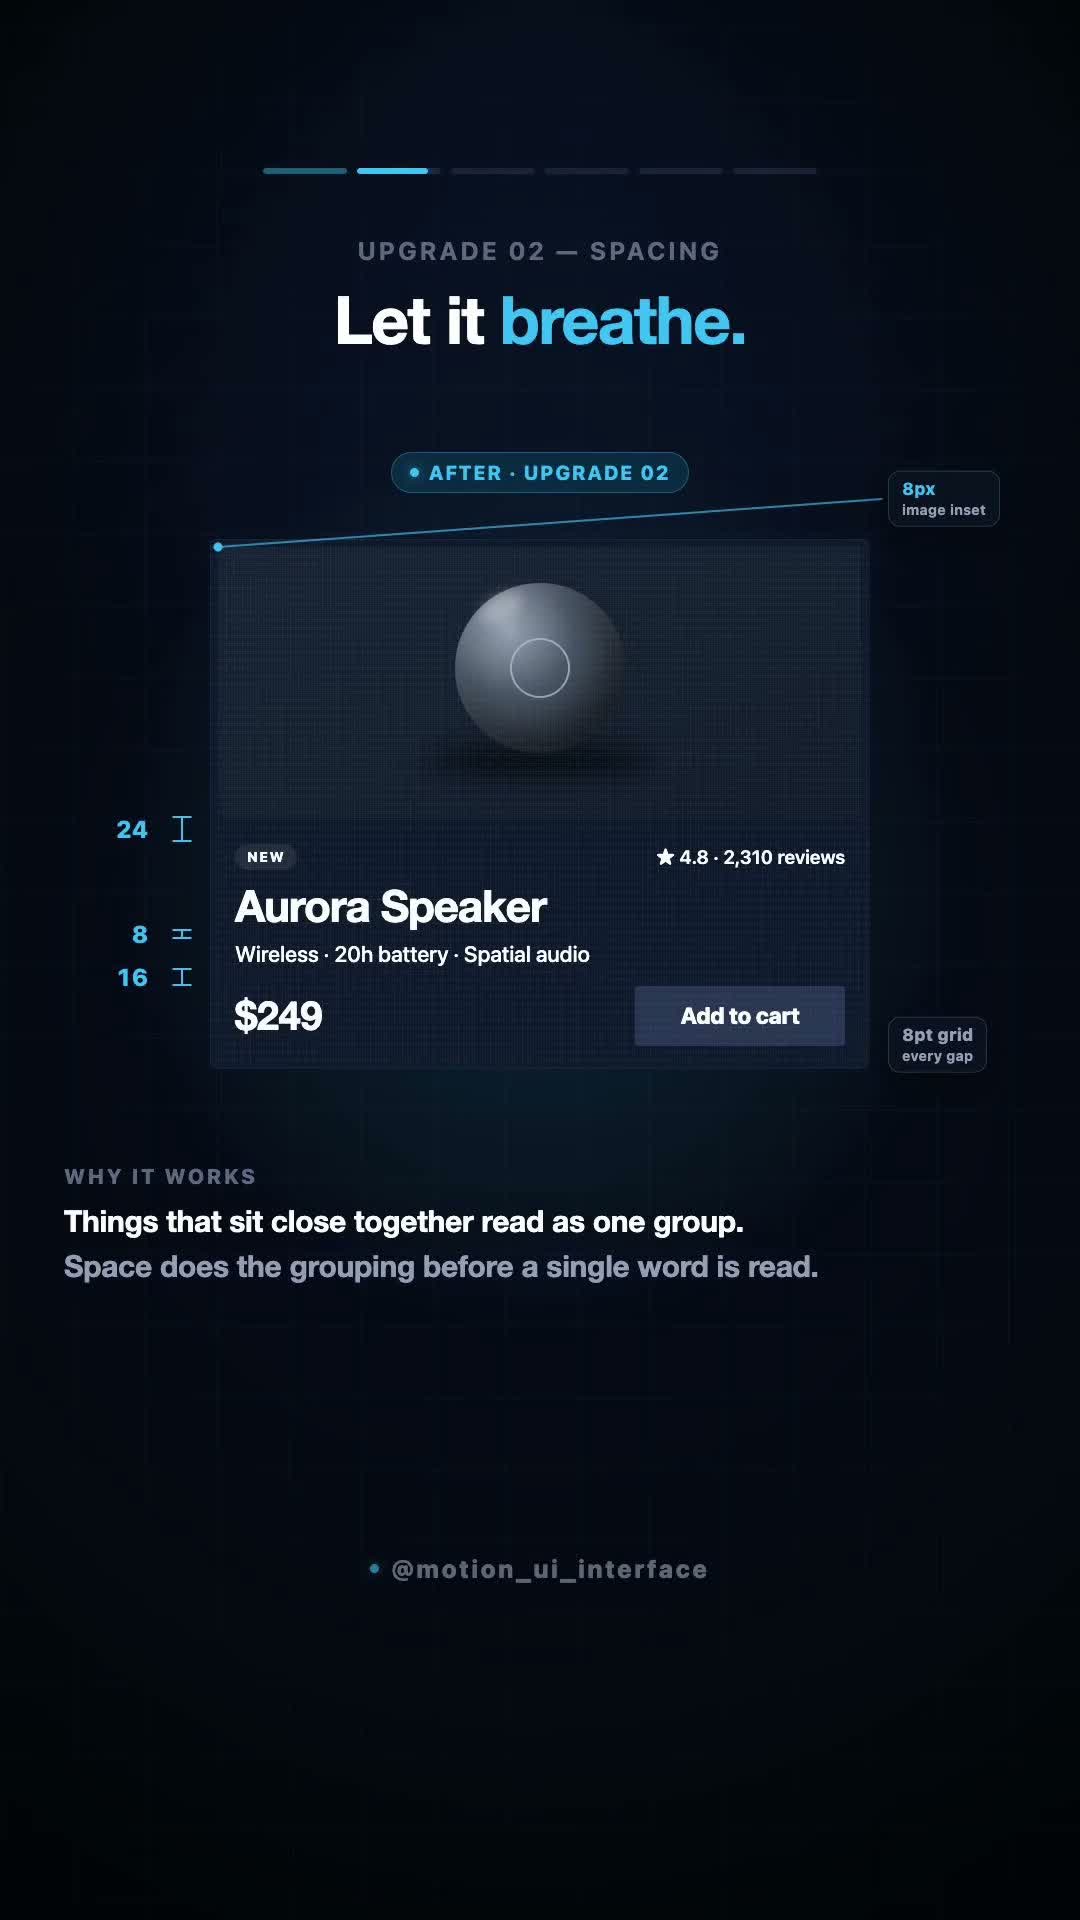 UPGRADE 02 — SPACING
Let it breathe.
AFTER · UPGRADE 02
8px
image inset
24
NEW
★ 4.8 · 2,310 reviews
Aurora Speaker
8
Wireless · 20h battery · Spatial audio
16
$249
Add to cart
8pt grid
every gap
WHY IT WORKS
Things that sit close together read as one group.
Space does the grouping before a single word is read.
@motion_ui_interface